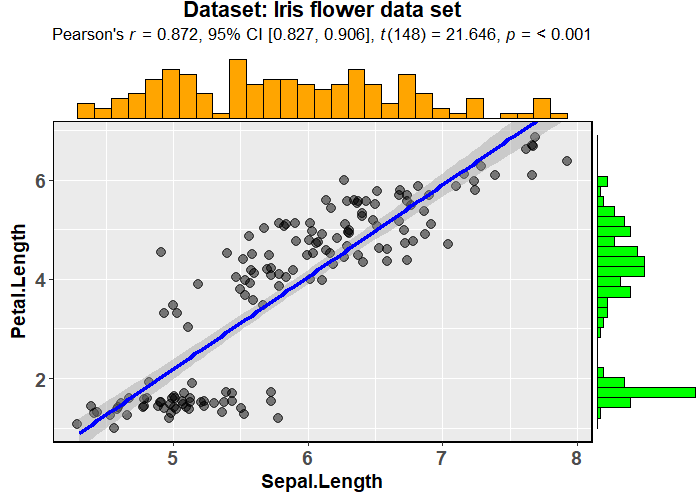 Dataset: Iris flower data set
Pearson's r = 0.872, 95% CI [0.827, 0.906], t(148) = 21.646, p = < 0.001
Petal.Length
6
4
2
5 6 7 8
Sepal.Length